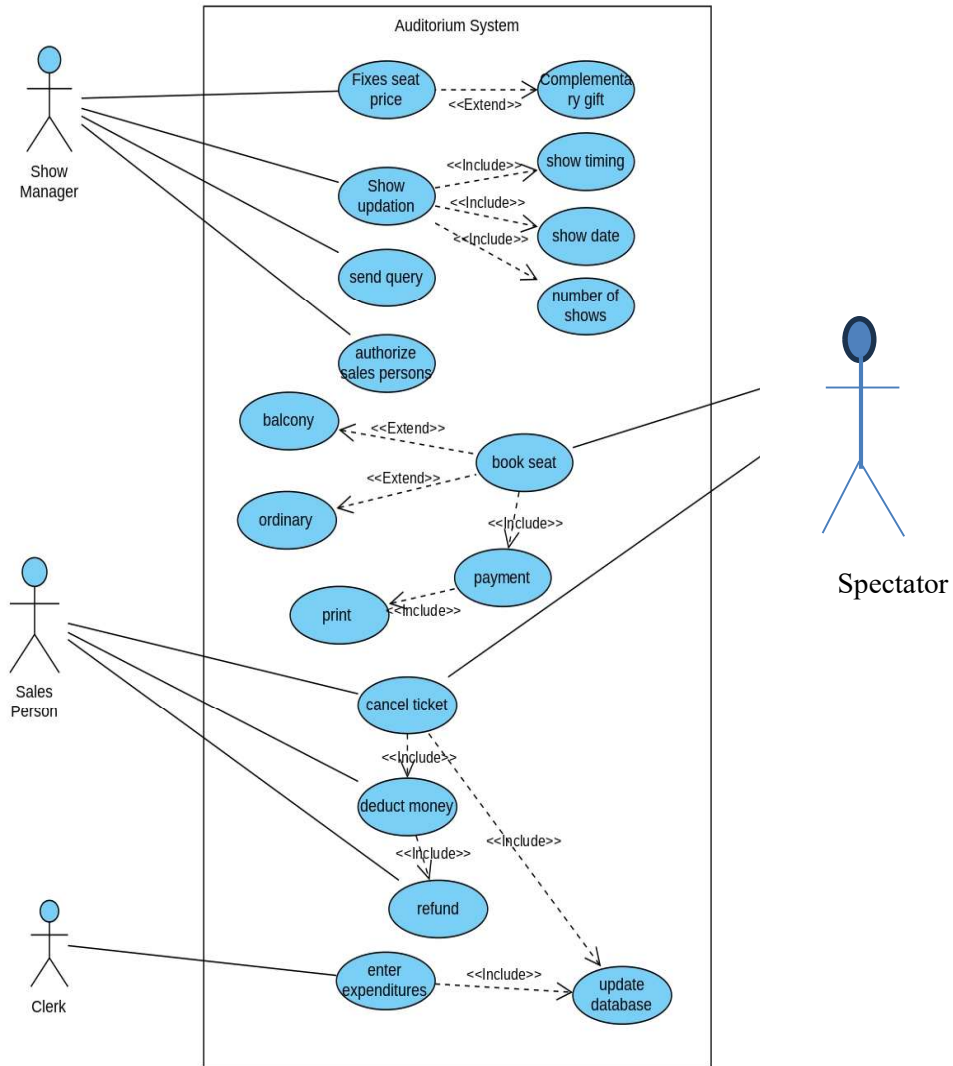 Auditorium System
Fixes seat
price
<<Extend>>
Complementa
ry gift
Show
Manager
<<Include>>
show timing
Show
updation
<<Include>>
show date
<<Include>>
send query
number of
shows
authorize
sales persons
balcony
<<Extend>>
book seat
<<Extend>>
ordinary
<<Include>>
payment
Spectator
print
<<Include>>
Sales
Person
cancel ticket
<<Include>>
deduct money
<<Include>>
<<Include>>
refund
Clerk
enter
expenditures
<<Include>>
update
database